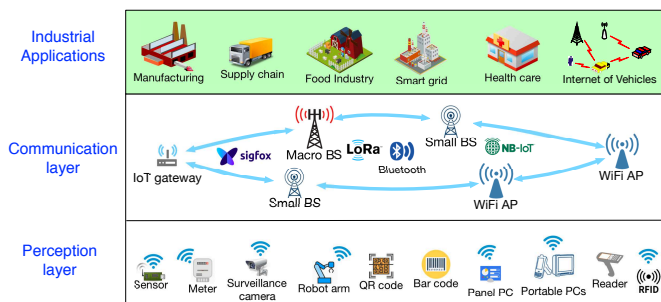 Industrial
Applications
Manufacturing
Supply chain
Food Industry
Smart grid
Health care
Internet of Vehicles
Communication
layer
IoT gateway
sigfox
Macro BS
LoRa
Bluetooth
Small BS
NB-IoT
WiFi AP
Small BS
WiFi AP
Perception
layer
Sensor
Meter
Surveillance
camera
Robot arm
QR code
Bar code
Panel PC
Portable PCs
Reader
RFID